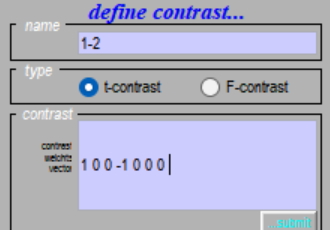 define contrast...
name
1-2
type
t-contrast
F-contrast
contrast
contrast
weights
vector
1 0 0 -1 0 0 0
submit